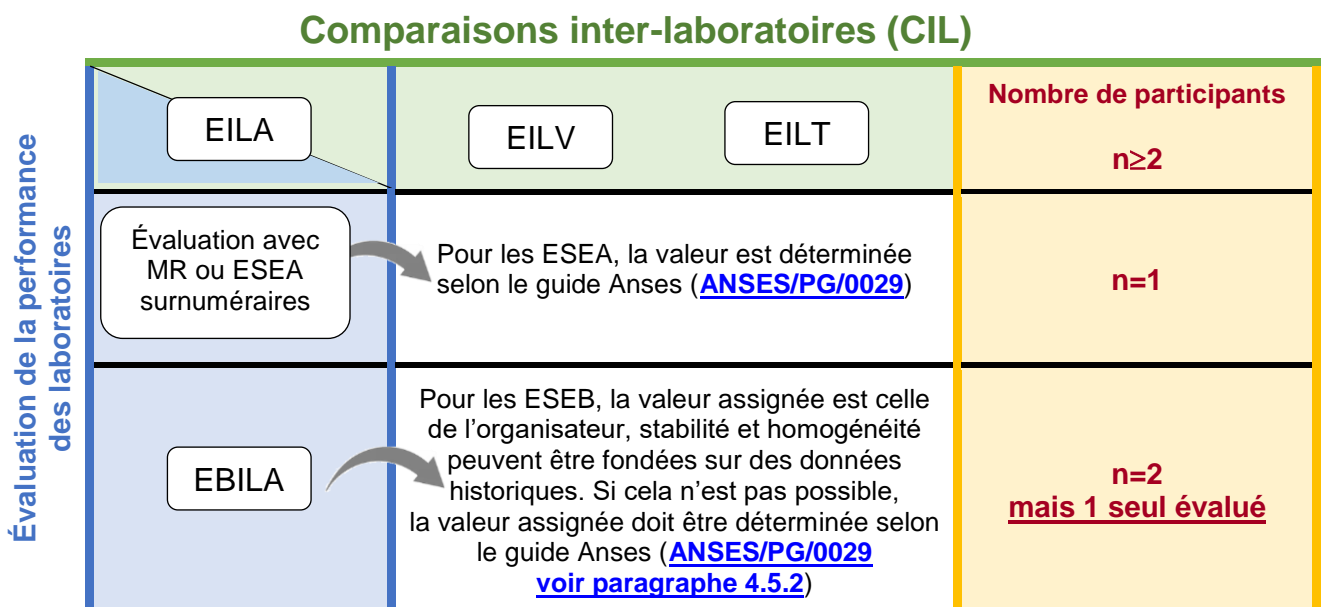 Comparaisons inter-laboratoires (CIL)
Évaluation de la performance
des laboratoires
EILA
EILV
EILT
Nombre de participants
n≥2
Évaluation avec
MR ou ESEA
surnuméraires
Pour les ESEA, la valeur est déterminée
selon le guide Anses (ANSES/PG/0029)
n=1
EBILA
Pour les ESEB, la valeur assignée est celle
de l’organisateur, stabilité et homogénéité
peuvent être fondées sur des données
historiques. Si cela n’est pas possible,
la valeur assignée doit être déterminée selon
le guide Anses (ANSES/PG/0029
voir paragraphe 4.5.2)
n=2
mais 1 seul évalué